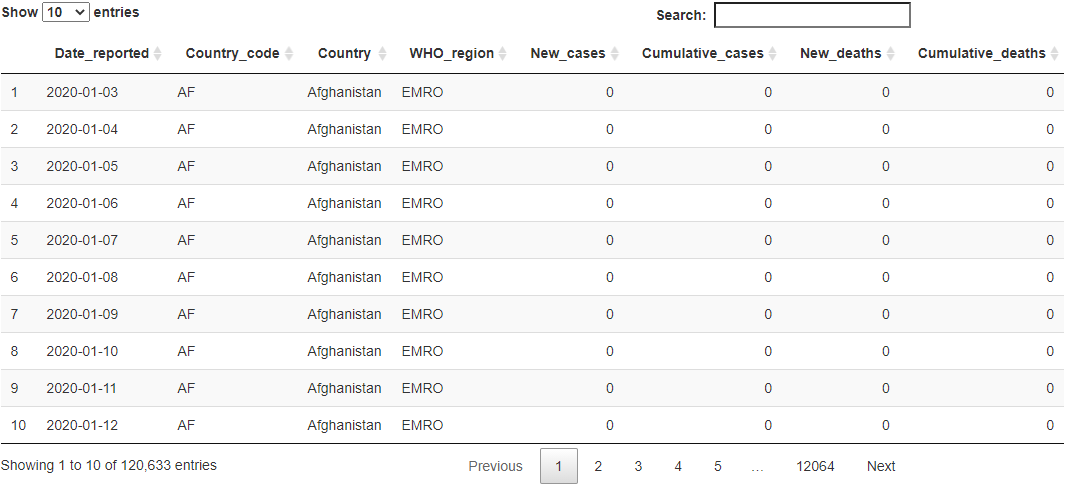 Show 10 entries Search:
Date_reported Country_code Country WHO_region New_cases Cumulative_cases New_deaths Cumulative_deaths
1 2020-01-03 AF Afghanistan EMRO 0 0 0 0
2 2020-01-04 AF Afghanistan EMRO 0 0 0 0
3 2020-01-05 AF Afghanistan EMRO 0 0 0 0
4 2020-01-06 AF Afghanistan EMRO 0 0 0 0
5 2020-01-07 AF Afghanistan EMRO 0 0 0 0
6 2020-01-08 AF Afghanistan EMRO 0 0 0 0
7 2020-01-09 AF Afghanistan EMRO 0 0 0 0
8 2020-01-10 AF Afghanistan EMRO 0 0 0 0
9 2020-01-11 AF Afghanistan EMRO 0 0 0 0
10 2020-01-12 AF Afghanistan EMRO 0 0 0 0
Showing 1 to 10 of 120,633 entries Previous 1 2 3 4 5 … 12064 Next